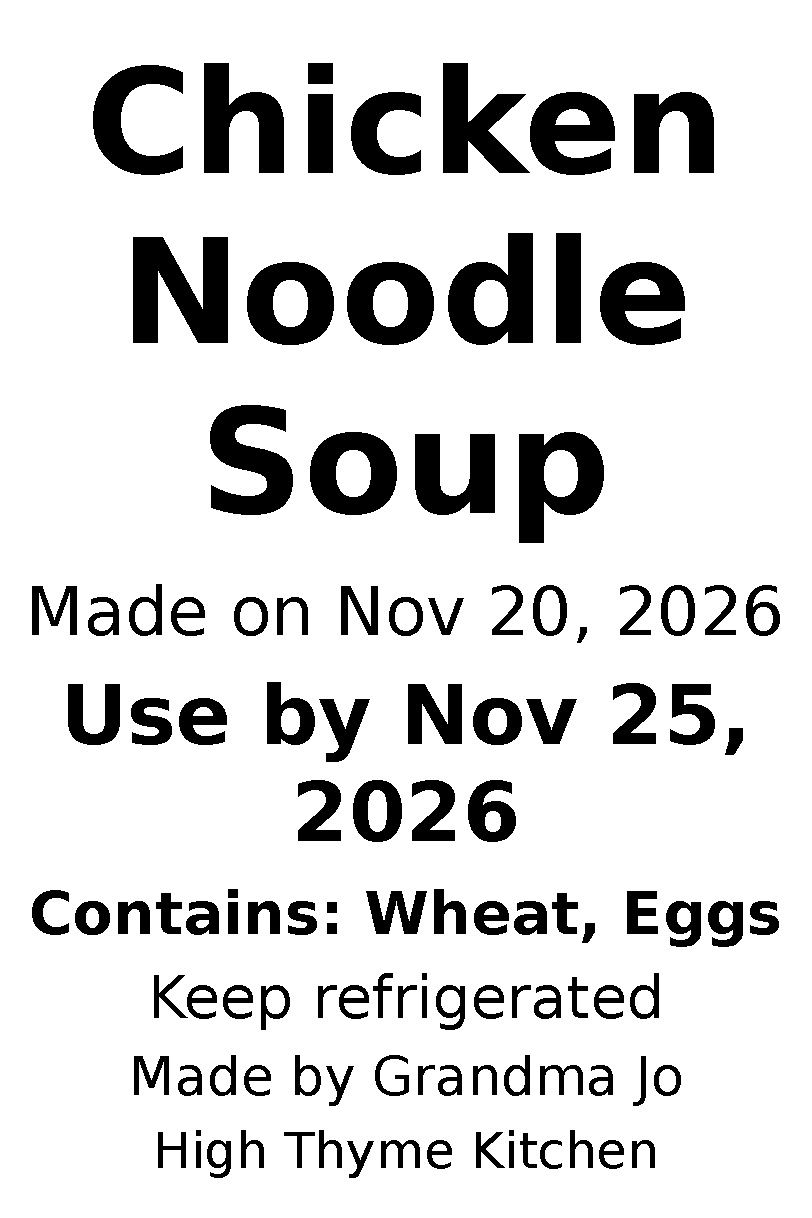 Chicken
Noodle
Soup
Made on Nov 20, 2026
Use by Nov 25,
2026
Contains: Wheat, Eggs
Keep refrigerated
Made by Grandma Jo
High Thyme Kitchen